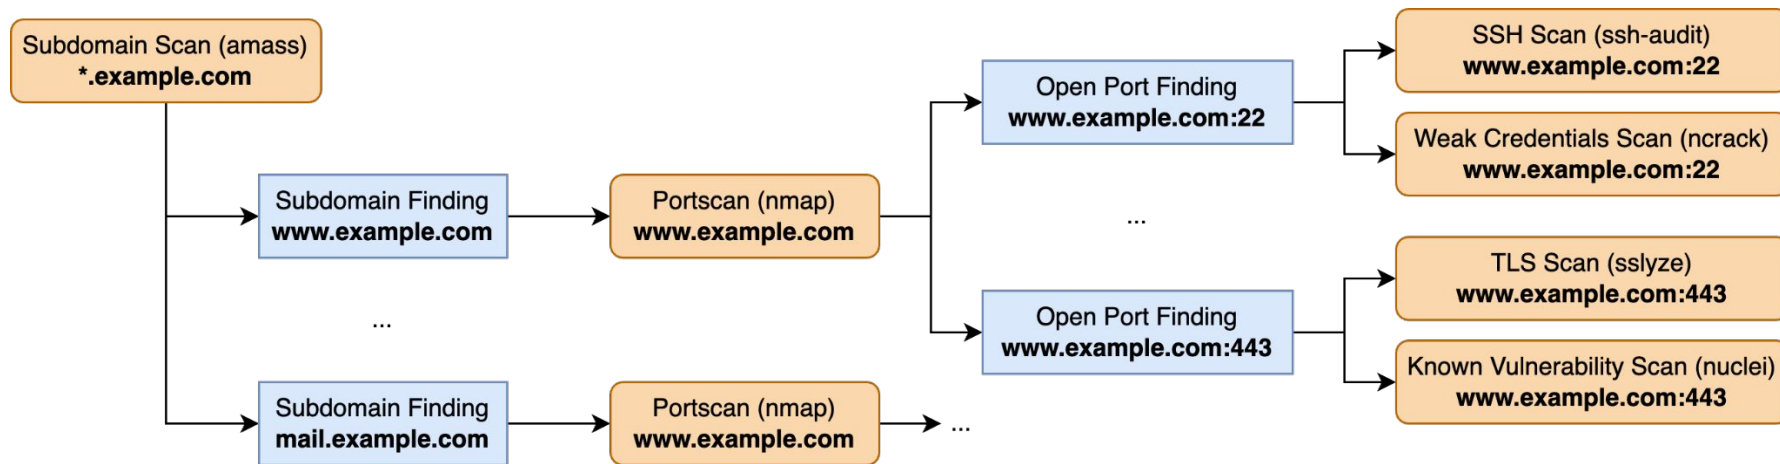 Subdomain Scan (amass)
*.example.com
Subdomain Finding
www.example.com
Portscan (nmap)
www.example.com
Open Port Finding
www.example.com:22
SSH Scan (ssh-audit)
www.example.com:22
Weak Credentials Scan (ncrack)
www.example.com:22
...
Open Port Finding
www.example.com:443
TLS Scan (sslyze)
www.example.com:443
Known Vulnerability Scan (nuclei)
www.example.com:443
...
Subdomain Finding
mail.example.com
Portscan (nmap)
www.example.com
...